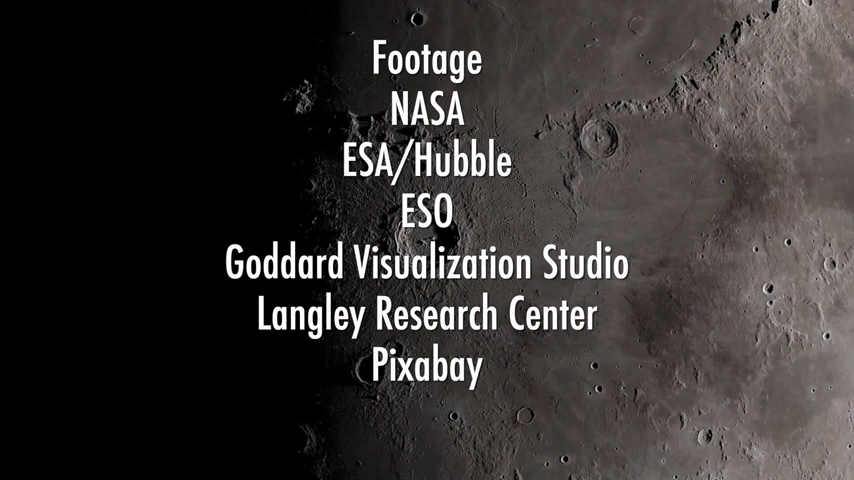 Footage
NASA
ESA/Hubble
ESO
Goddard Visualization Studio
Langley Research Center
Pixabay